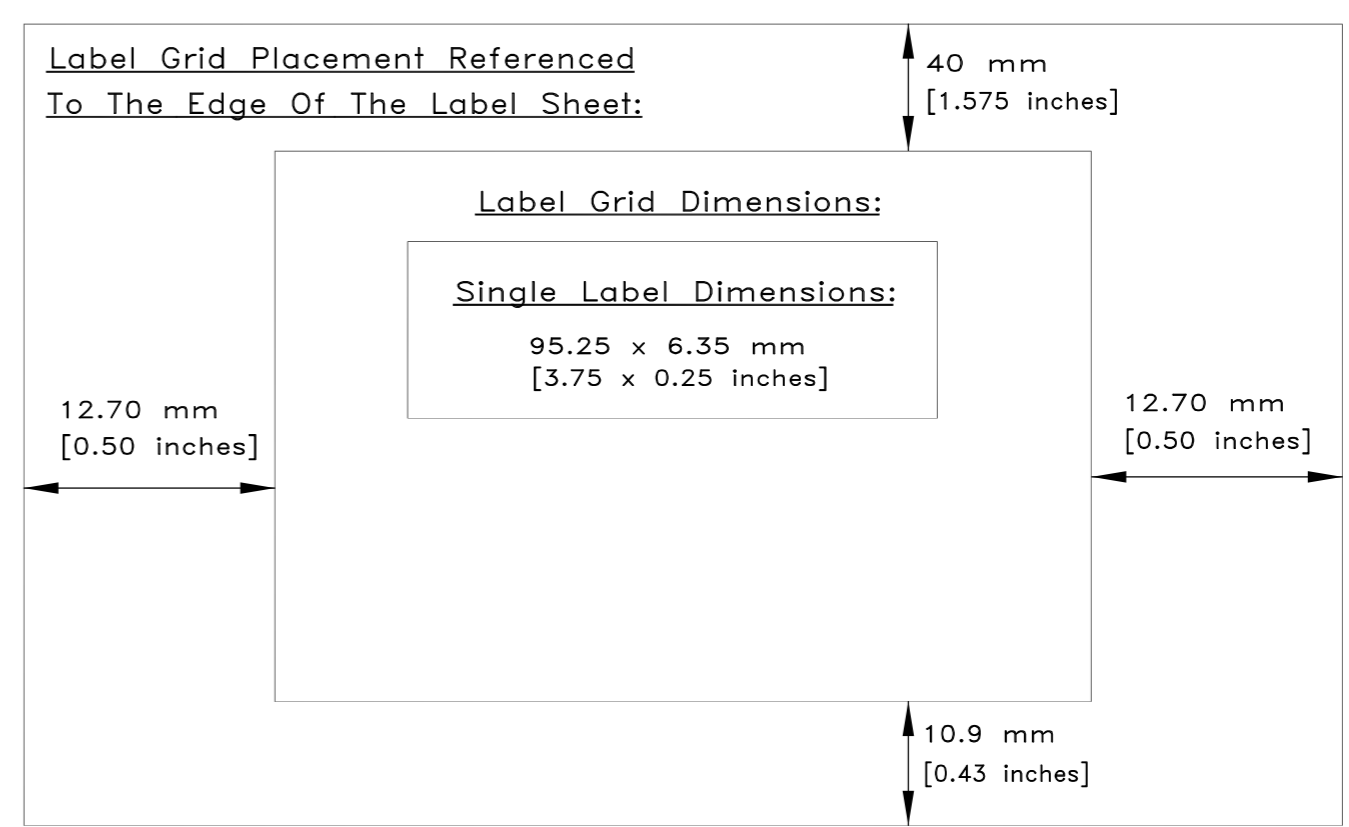 Label Grid Placement Referenced
To The Edge Of The Label Sheet:
40 mm
[1.575 inches]
Label Grid Dimensions:
Single Label Dimensions:
95.25 x 6.35 mm
[3.75 x 0.25 inches]
12.70 mm
[0.50 inches]
12.70 mm
[0.50 inches]
10.9 mm
[0.43 inches]